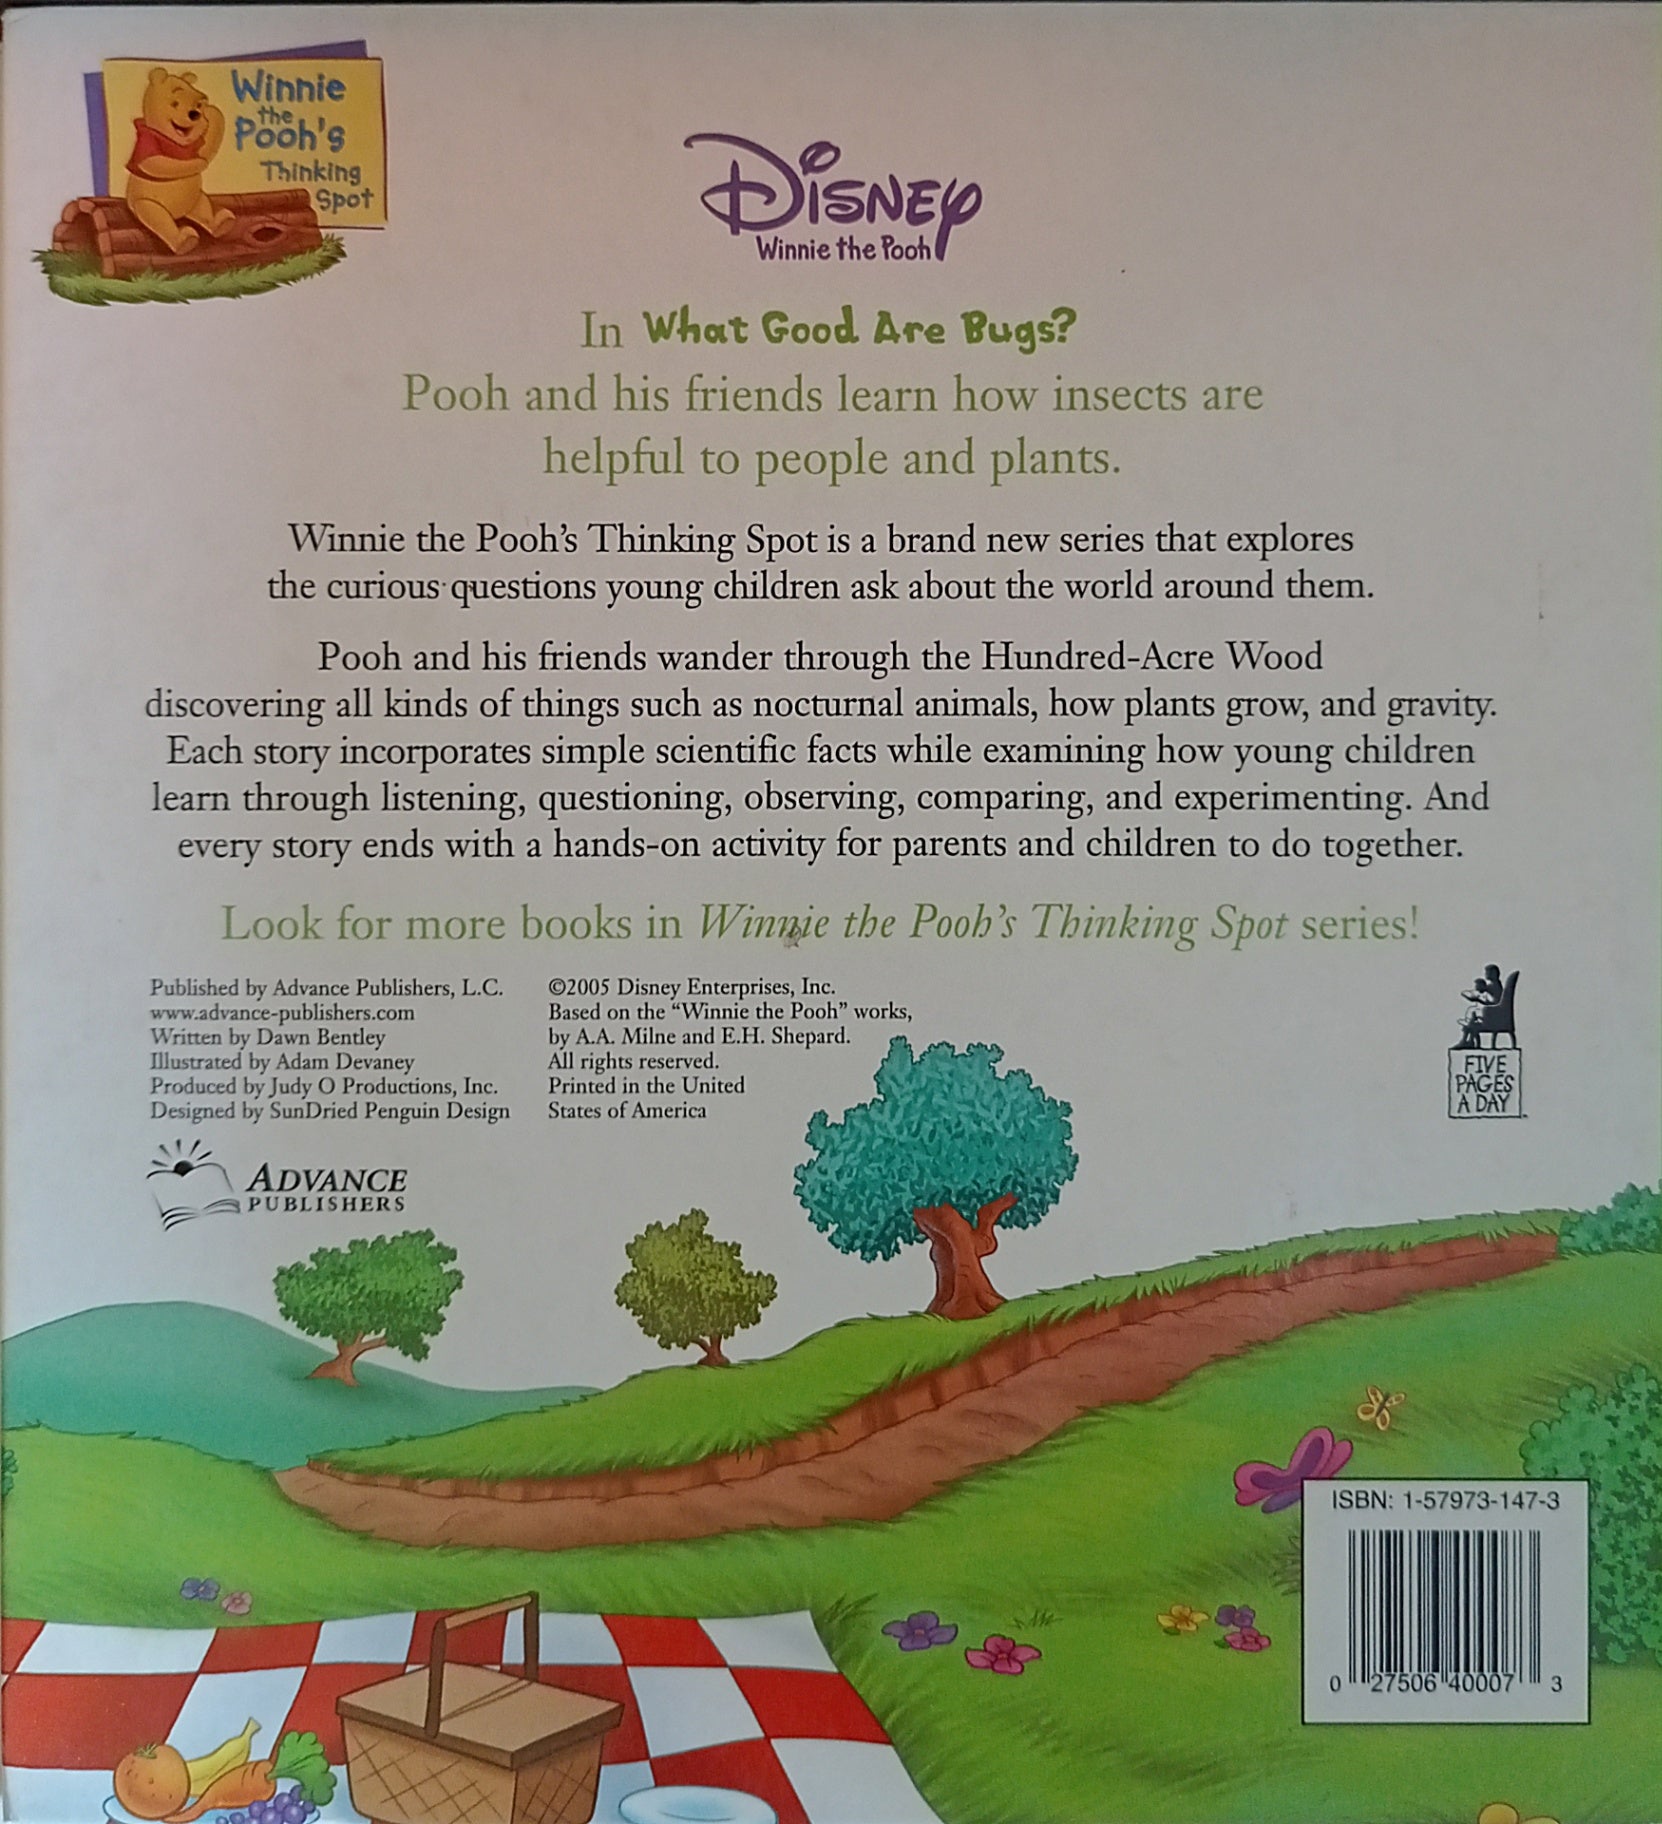 Winnie
the
Pooh's
Thinking
Spot
Disney
Winnie the Pooh
In What Good Are Bugs?
Pooh and his friends learn how insects are
helpful to people and plants.
Winnie the Pooh's Thinking Spot is a brand new series that explores
the curious questions young children ask about the world around them.
Pooh and his friends wander through the Hundred-Acre Wood
discovering all kinds of things such as nocturnal animals, how plants grow, and gravity.
Each story incorporates simple scientific facts while examining how young children
learn through listening, questioning, observing, comparing, and experimenting. And
every story ends with a hands-on activity for parents and children to do together.
Look for more books in Winnie the Pooh's Thinking Spot series!
Published by Advance Publishers, L.C.
www.advance-publishers.com
Written by Dawn Bentley
Illustrated by Adam Devaney
Produced by Judy O Productions, Inc.
Designed by SunDried Penguin Design
©2005 Disney Enterprises, Inc.
Based on the “Winnie the Pooh” works,
by A.A. Milne and E.H. Shepard.
All rights reserved.
Printed in the United
States of America
FIVE
PAGES
A DAY
ADVANCE
PUBLISHERS
ISBN: 1-57973-147-3
0 27506 40007 3